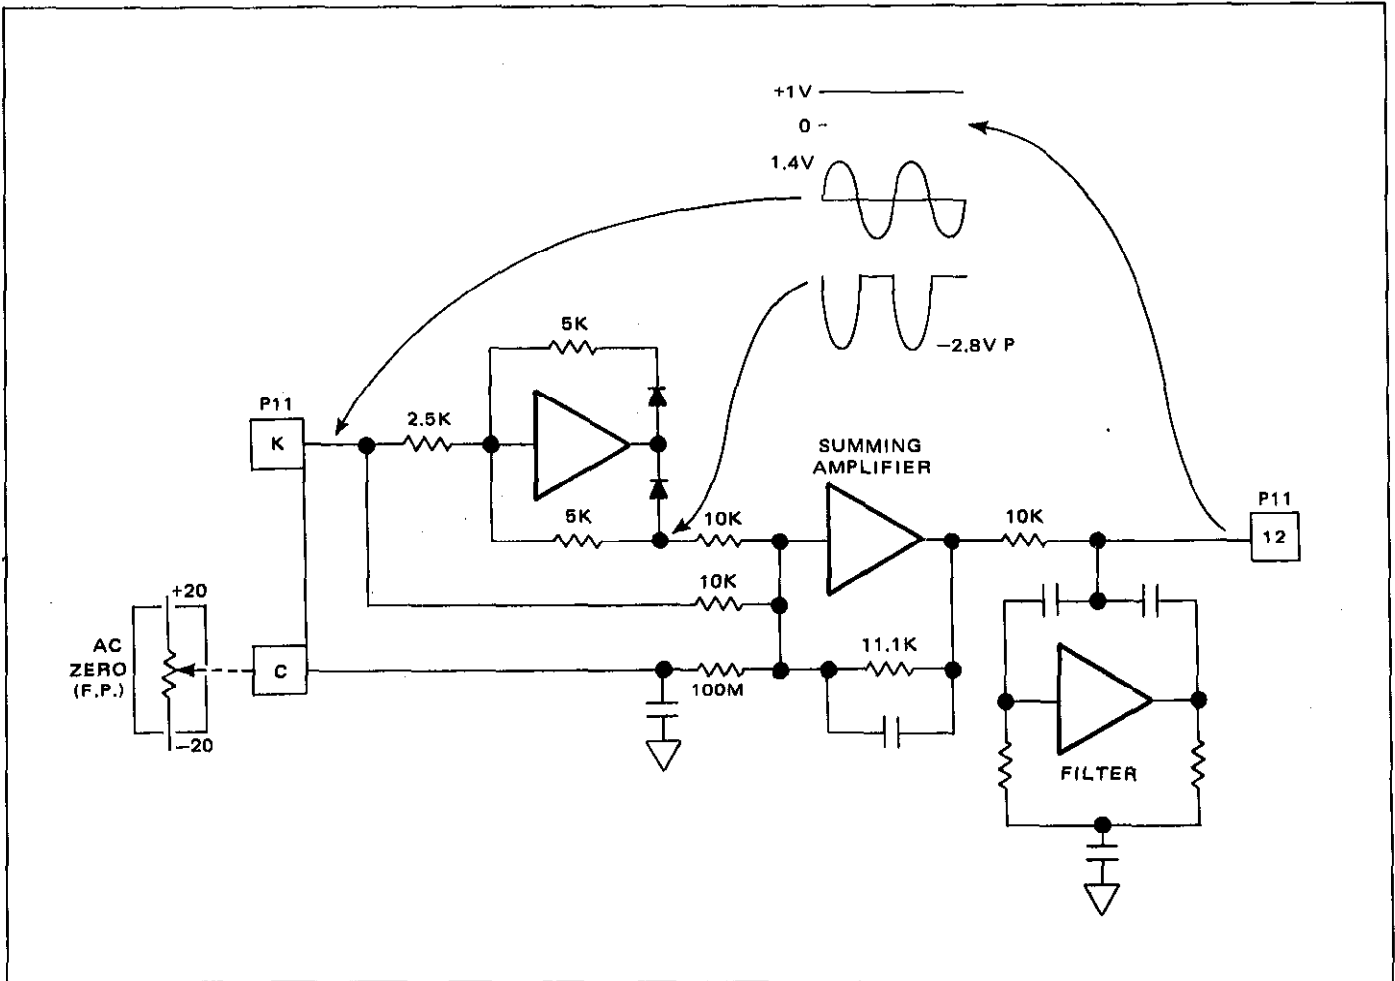 +1V
0
1.4V
-2.8V P
5K
P11
K
2.5K
SUMMING
AMPLIFIER
P11
12
5K
10K
10K
10K
+20
AC
ZERO
(F.P.)
C
11.1K
100M
-20
FILTER